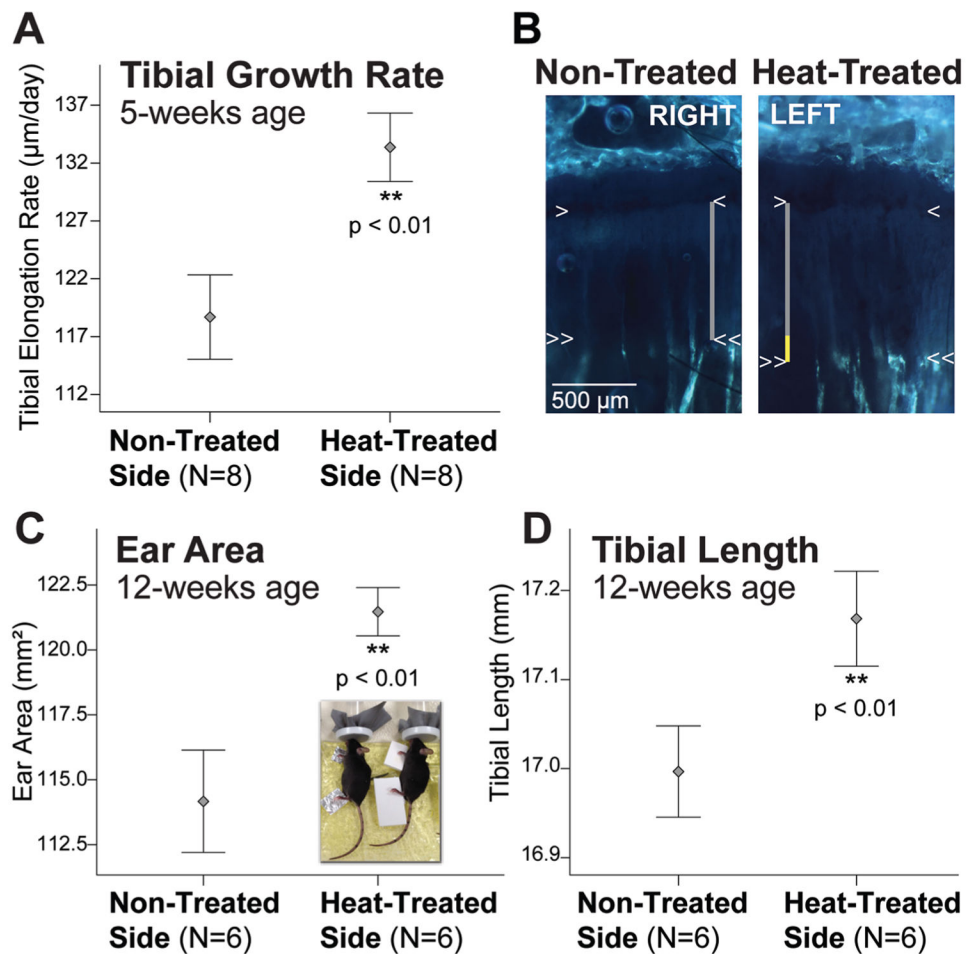 A
Tibial Growth Rate
5-weeks age
Tibial Elongation Rate (µm/day)
137
132
127
122
117
112
**
p < 0.01
Non-Treated
Side (N=8)
Heat-Treated
Side (N=8)
B
Non-Treated
Heat-Treated
RIGHT
LEFT
> <
> <
>> <<
>> <<
500 µm
C
Ear Area
12-weeks age
Ear Area (mm²)
122.5
120.0
117.5
115.0
112.5
**
p < 0.01
Non-Treated
Side (N=6)
Heat-Treated
Side (N=6)
D
Tibial Length
12-weeks age
Tibial Length (mm)
17.2
17.1
17.0
16.9
**
p < 0.01
Non-Treated
Side (N=6)
Heat-Treated
Side (N=6)